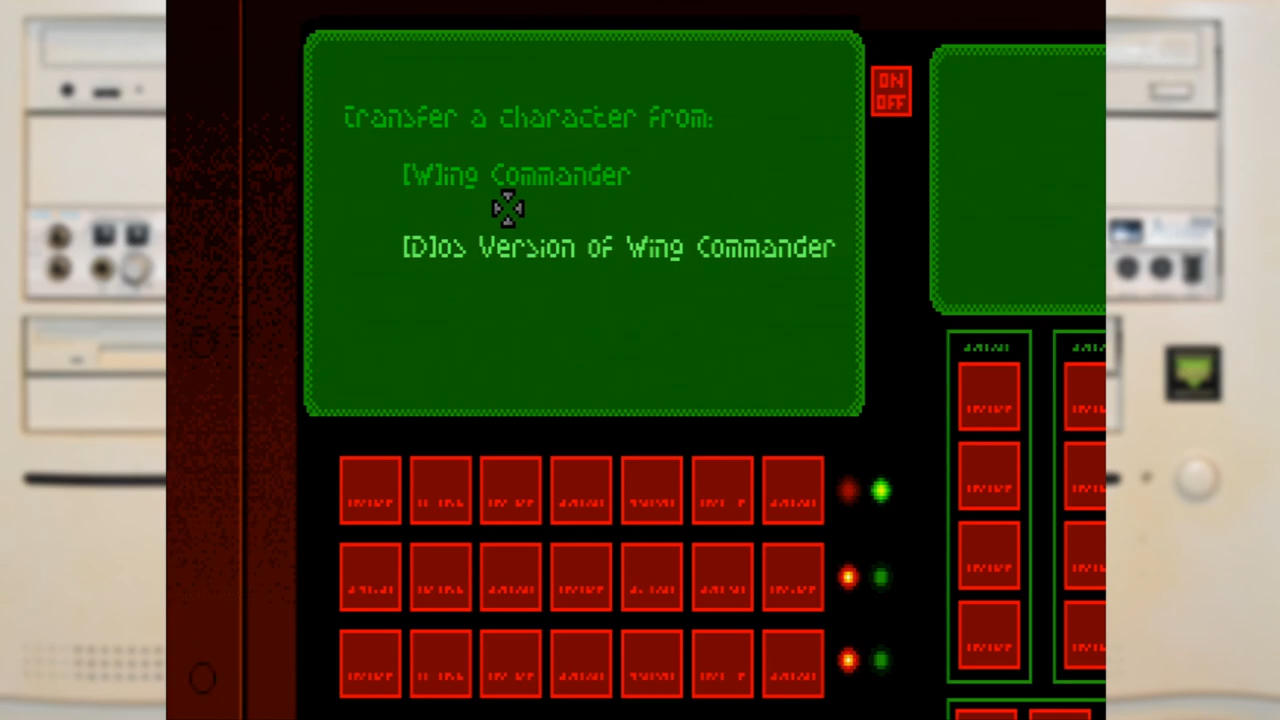 Transfer a character from:
[W]ing Commander
[D]os Version of Wing Commander
ON
OFF